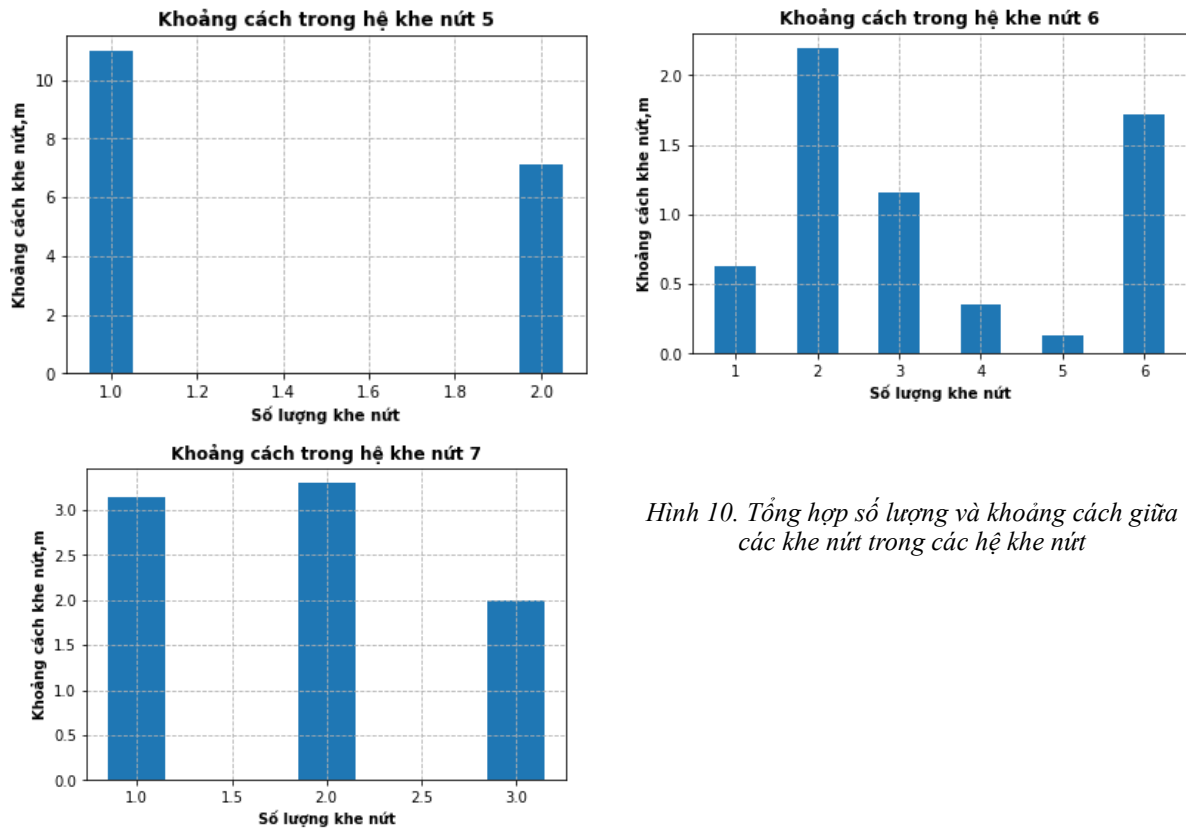 Khoảng cách trong hệ khe nứt 5
Khoảng cách khe nứt,m
10
8
6
4
2
0
1.0 1.2 1.4 1.6 1.8 2.0
Số lượng khe nứt
Khoảng cách trong hệ khe nứt 6
Khoảng cách khe nứt,m
2.0
1.5
1.0
0.5
0.0
1 2 3 4 5 6
Số lượng khe nứt
Khoảng cách trong hệ khe nứt 7
Khoảng cách khe nứt,m
3.0
2.5
2.0
1.5
1.0
0.5
0.0
1.0 1.5 2.0 2.5 3.0
Số lượng khe nứt
Hình 10. Tổng hợp số lượng và khoảng cách giữa
các khe nứt trong các hệ khe nứt